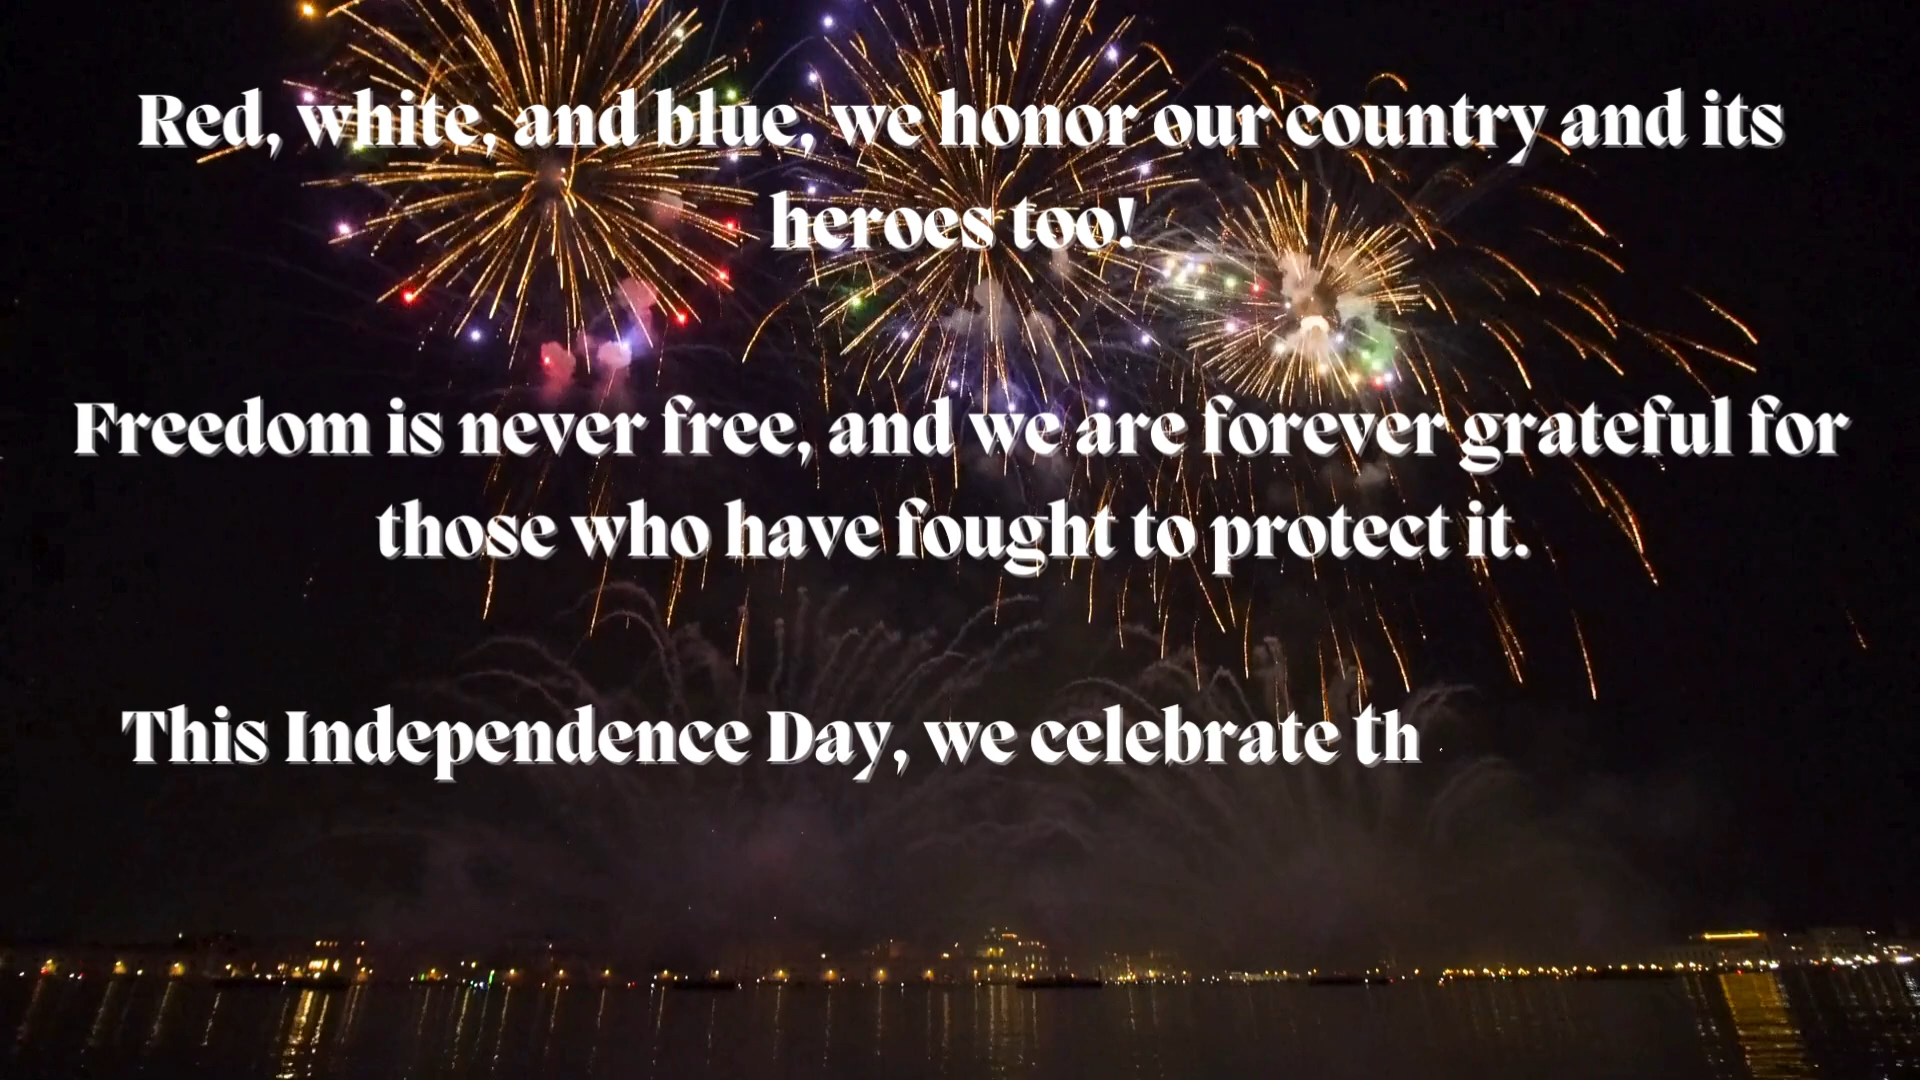 Red, white, and blue, we honor our country and its
heroes too!
Freedom is never free, and we are forever grateful for
those who have fought to protect it.
This Independence Day, we celebrate th